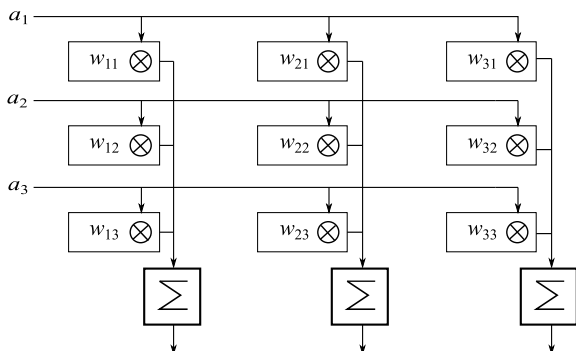 a₁
w₁₁ w₂₁ w₃₁
a₂
w₁₂ w₂₂ w₃₂
a₃
w₁₃ w₂₃ w₃₃
∑ ∑ ∑